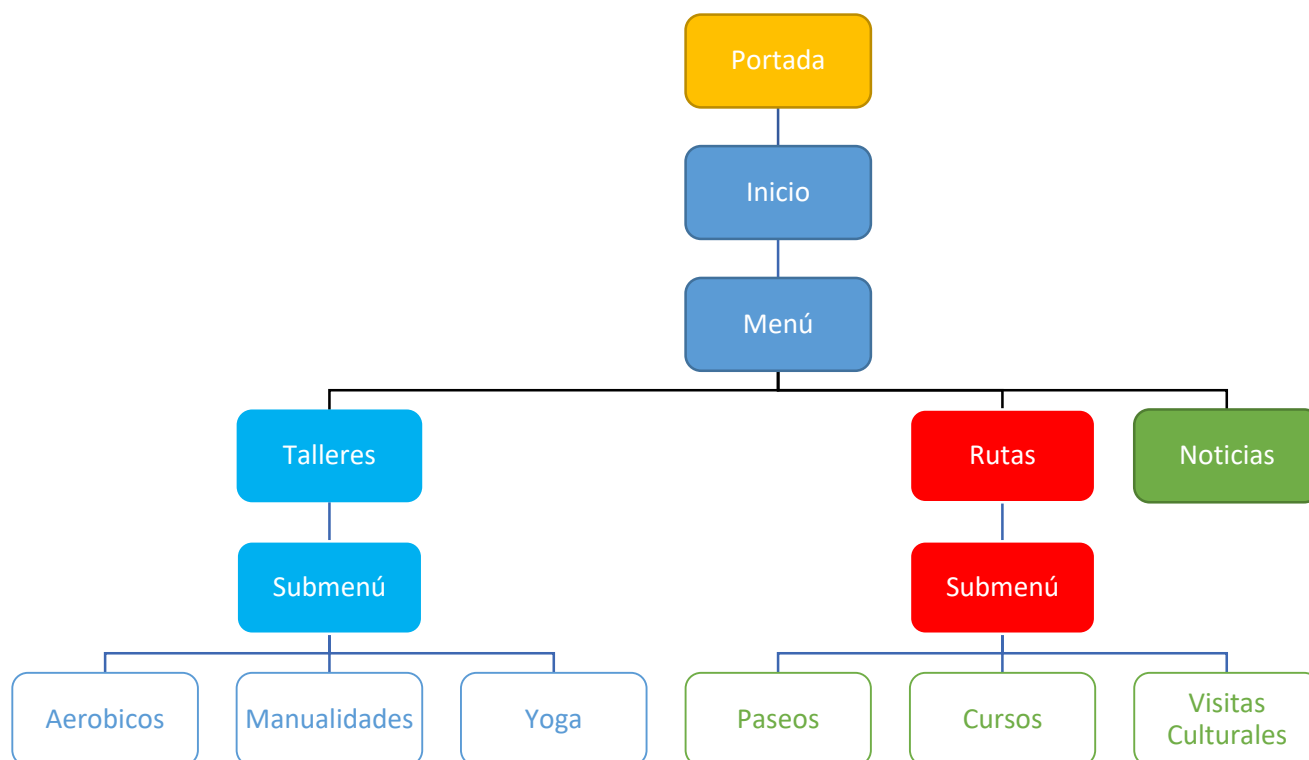 Portada
Inicio
Menú
Talleres
Rutas
Noticias
Submenú
Submenú
Aerobicos
Manualidades
Yoga
Paseos
Cursos
Visitas
Culturales